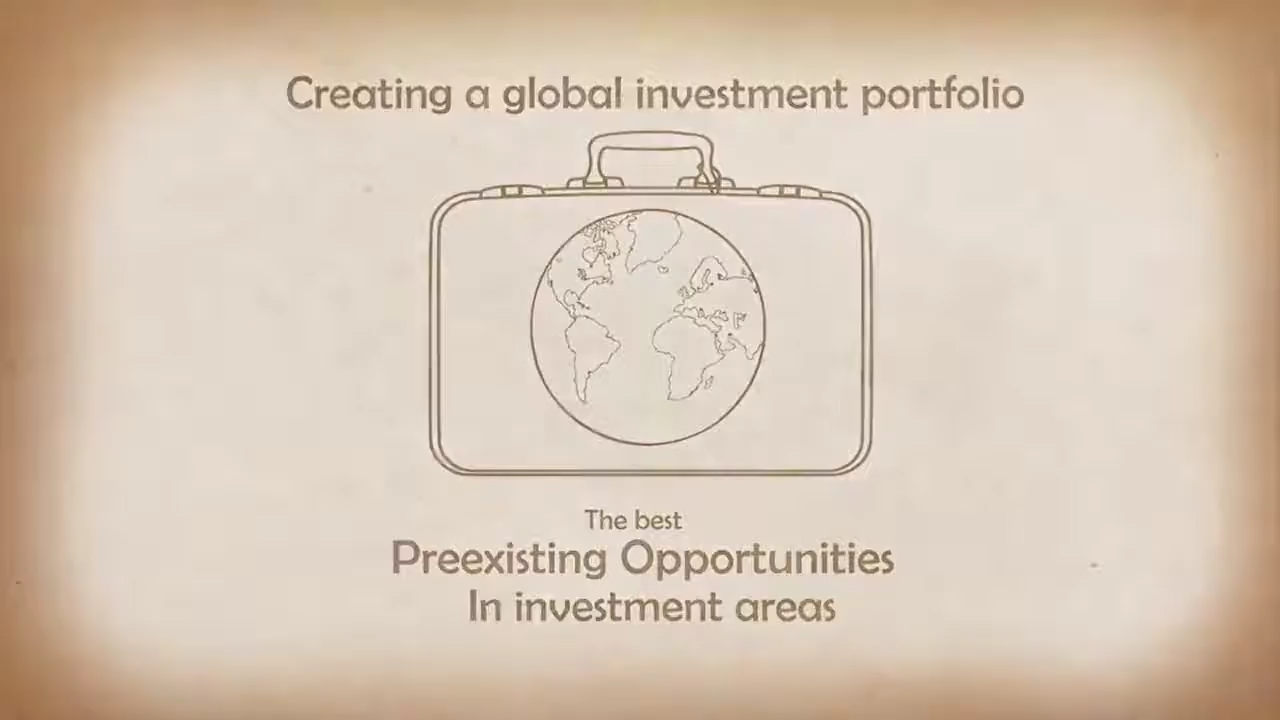 Creating a global investment portfolio
The best
Preexisting Opportunities
In investment areas